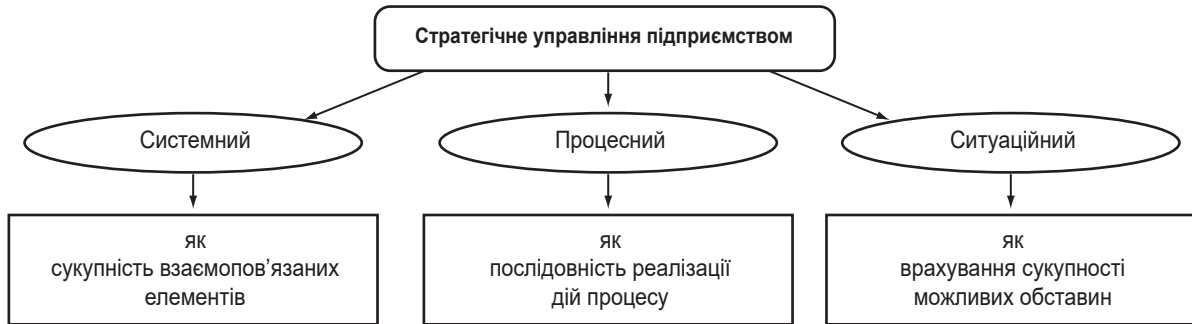 Стратегічне управління підприємством
Системний
Процесний
Ситуаційний
як
сукупність взаємопов’язаних
елементів
як
послідовність реалізації
дій процесу
як
врахування сукупності
можливих обставин